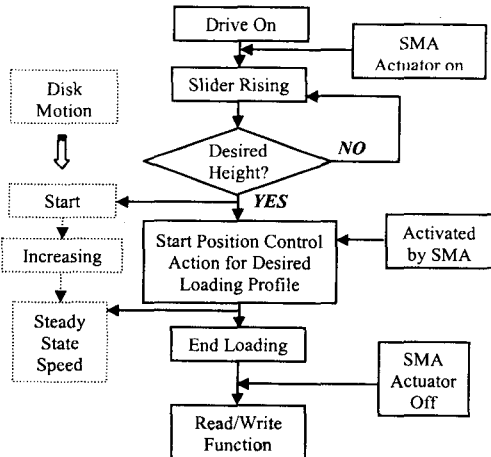 Drive On
SMA
Actuator on
Slider Rising
Disk
Motion
Desired
Height?
NO
YES
Start
Start Position Control
Action for Desired
Loading Profile
Activated
by SMA
Increasing
Steady
State
Speed
End Loading
SMA
Actuator
Off
Read/Write
Function